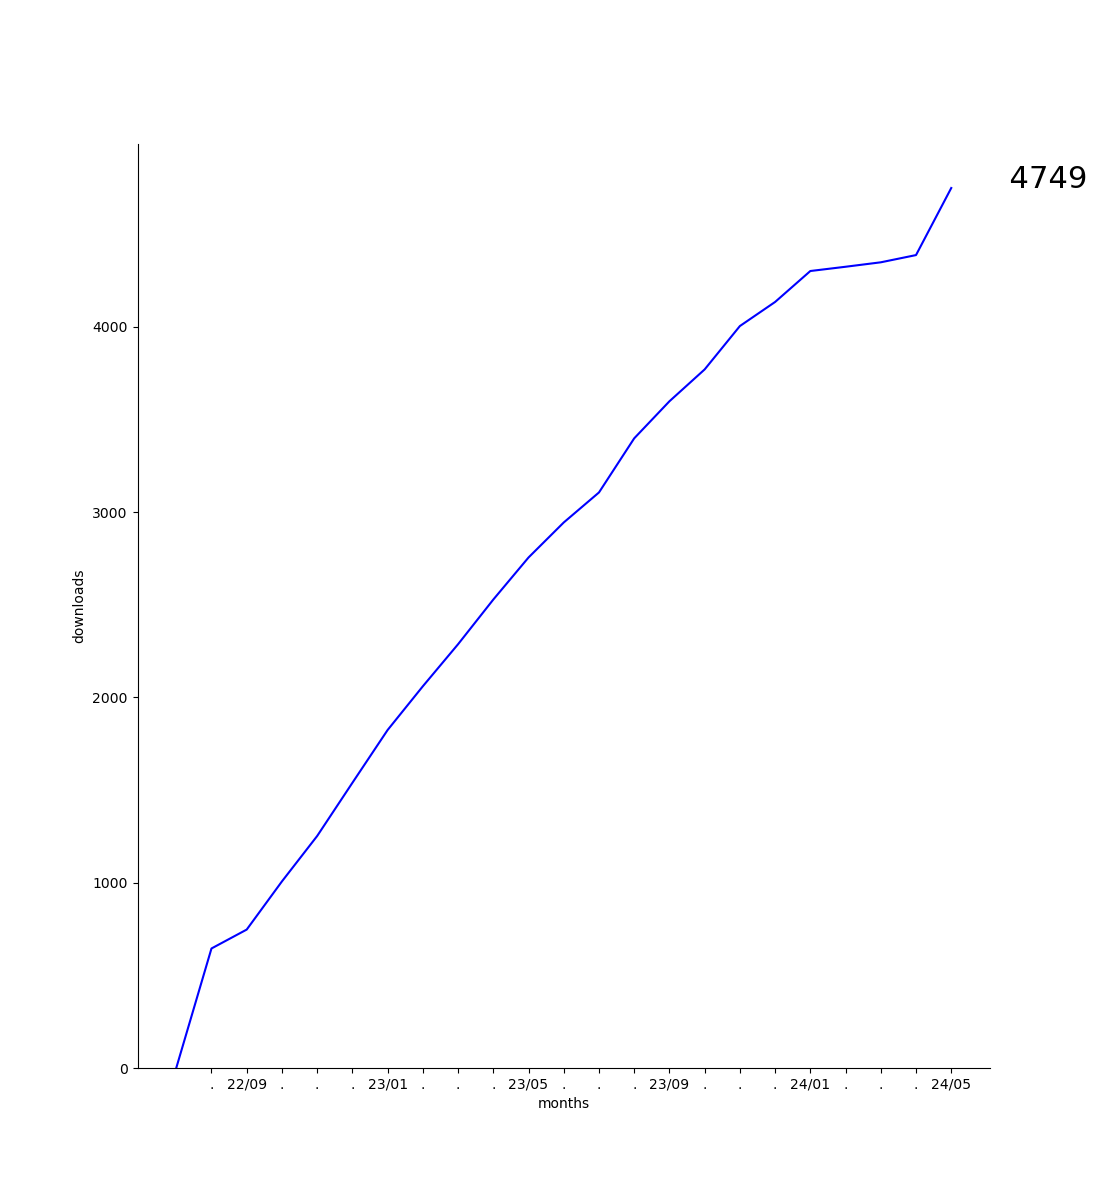 4749
4000
3000
downloads
2000
1000
0
. 22/09 . . . 23/01 . . . 23/05 . . . 23/09 . . . 24/01 . . . 24/05
months